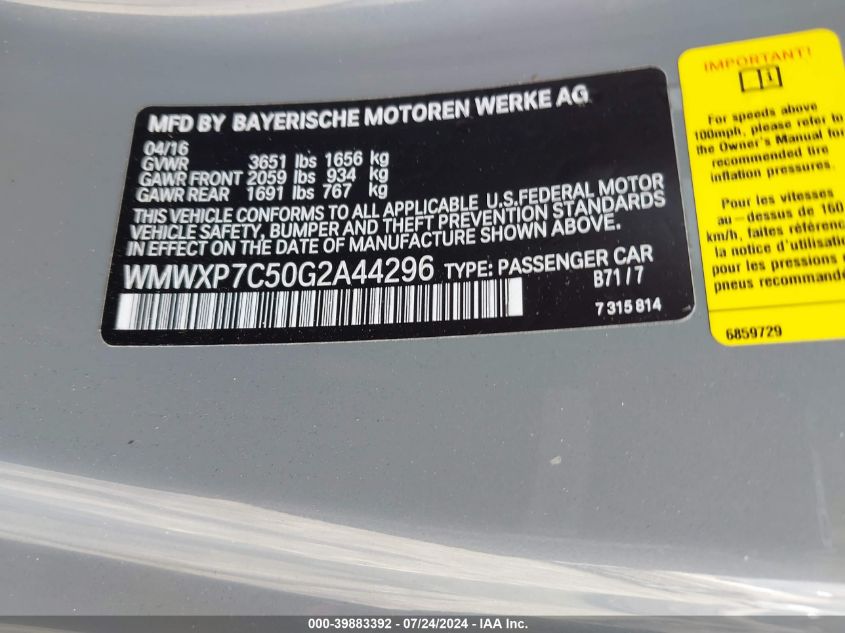 MFD BY BAYERISCHE MOTOREN WERKE AG
04/16
GVWR 3651 lbs 1656 kg
GAWR FRONT 2059 lbs 934 kg
GAWR REAR 1691 lbs 767 kg
THIS VEHICLE CONFORMS TO ALL APPLICABLE U.S.FEDERAL MOTOR
VEHICLE SAFETY, BUMPER AND THEFT PREVENTION STANDARDS
IN EFFECT ON THE DATE OF MANUFACTURE SHOWN ABOVE.
WMWXP7C50G2A44296 TYPE: PASSENGER CAR
B71/7
7 315 814
IMPORTANT!
For speeds above
100mph, please refer to
the Owner's Manual for
recommended tire
inflation pressures.
Pour les vitesses
au-dessus de 160
km/h, faites référence
la notice d'utilisatio
pour les pressions d
pneus recommandé
6859729
000-39883392 - 07/24/2024 - IAA Inc.